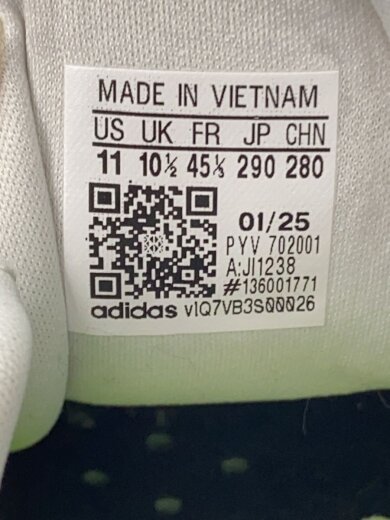 MADE IN VIETNAM
US UK FR JP CHN
11 10½ 45⅓ 290 280
01/25
PYV 702001
A:JI1238
#136001771
adidas vIQ7VB3S00026